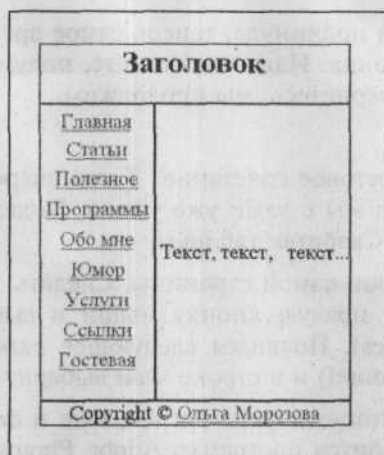 Заголовок
Главная
Статьи
Полезное
Программы
Обо мне
Юмор
Услуги
Ссылки
Гостевая
Текст, текст, текст...
Copyright © Ольга Морозова